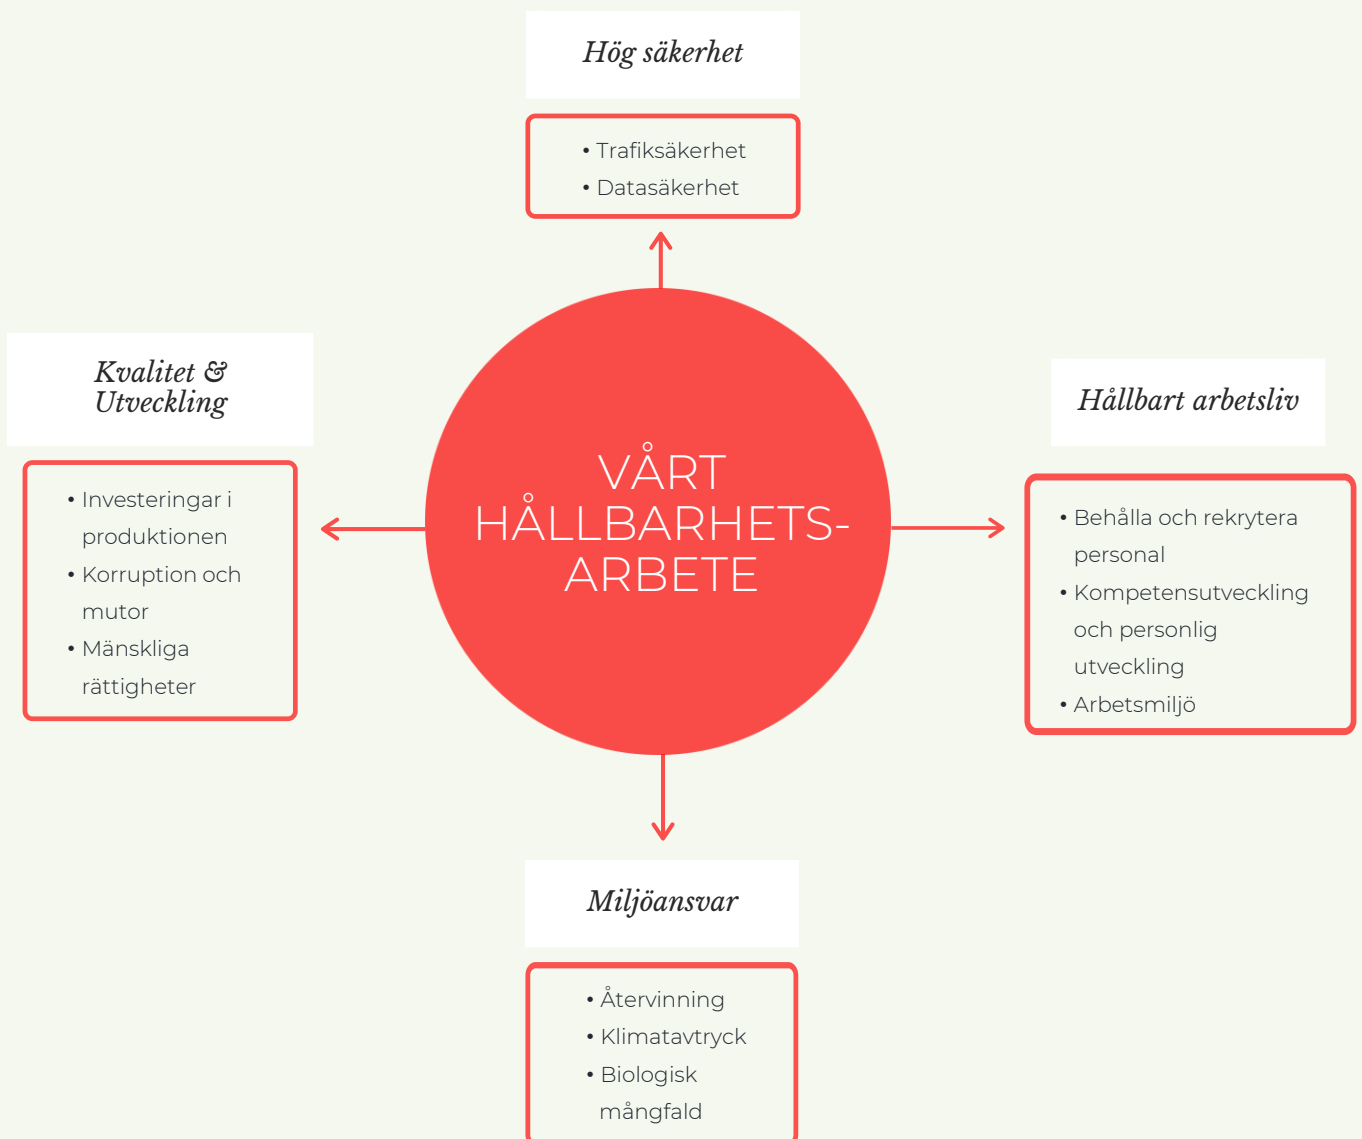 Hög säkerhet
• Trafiksäkerhet
• Datasäkerhet
Kvalitet &
Utveckling
• Investeringar i
produktionen
• Korruption och
mutor
• Mänskliga
rättigheter
VÅRT
HÅLLBARHETS-
ARBETE
Hållbart arbetsliv
• Behålla och rekrytera
personal
• Kompetensutveckling
och personlig
utveckling
• Arbetsmiljö
Miljöansvar
• Återvinning
• Klimatavtryck
• Biologisk
mångfald